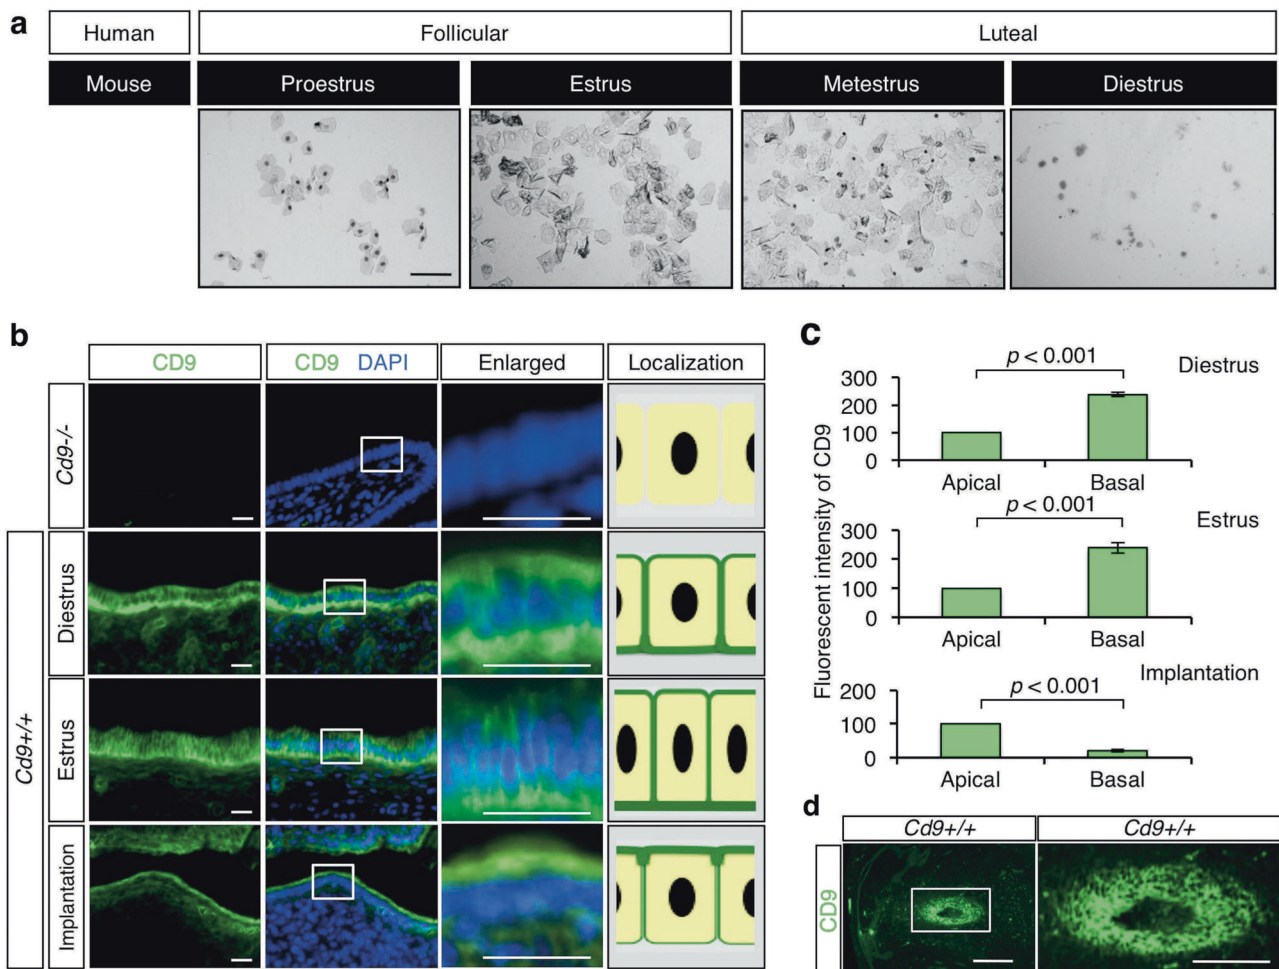 a
Human Follicular Luteal
Mouse Proestrus Estrus Metestrus Diestrus
b
CD9 CD9 DAPI Enlarged Localization
Cd9-/-
Cd9+/+
Diestrus
Estrus
Implantation
c
Fluorescent intensity of CD9
p < 0.001 Diestrus
300
200
100
0
Apical Basal
p < 0.001 Estrus
300
200
100
0
Apical Basal
Implantation
p < 0.001
200
100
0
Apical Basal
d
Cd9+/+ Cd9+/+
CD9